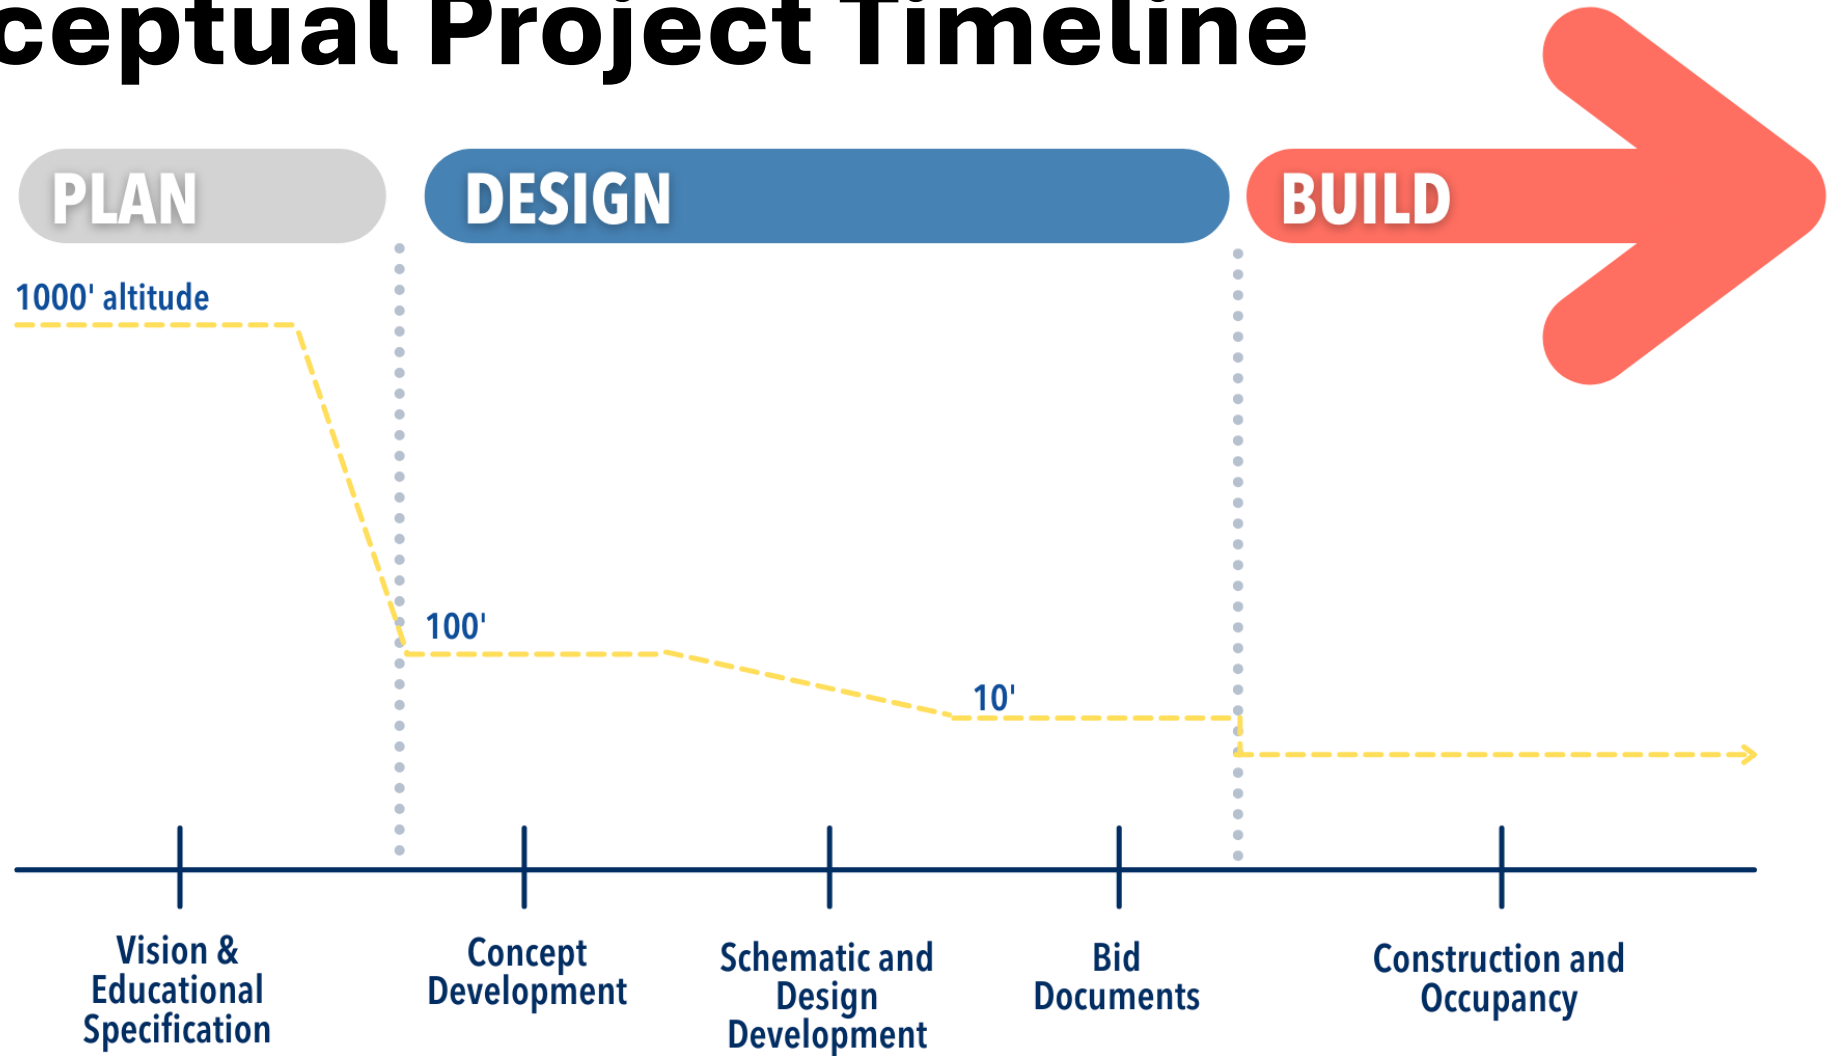 ceptual Project Timeline
PLAN
DESIGN
BUILD
1000' altitude
100'
10'
Vision &
Educational
Specification
Concept
Development
Schematic and
Design
Development
Bid
Documents
Construction and
Occupancy